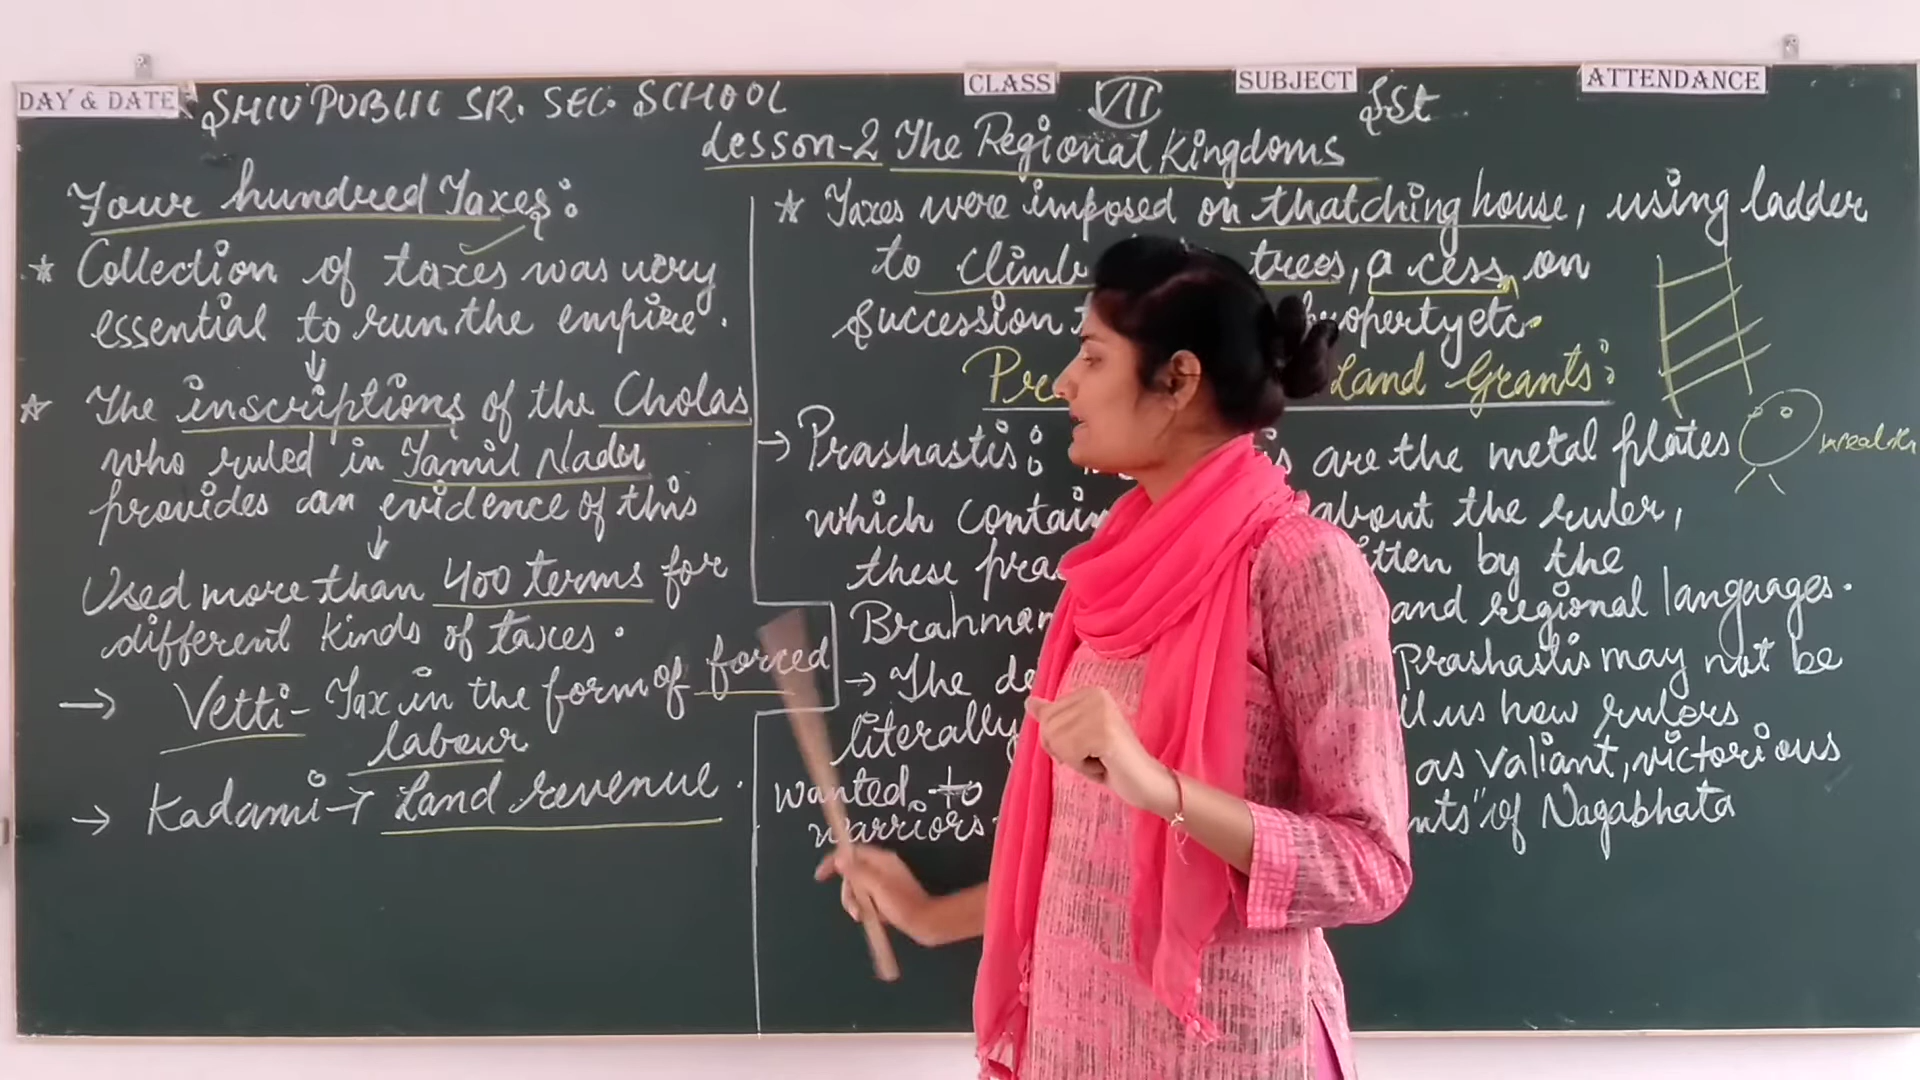 DAY & DATE
SHIV PUBLIC SR. SEC. SCHOOL
CLASS
VII
SUBJECT
SSt
ATTENDANCE
Lesson-2 The Regional Kingdoms
Four hundred Taxes:
☆ Collection of taxes was very
essential to run the empire.
↓
☆ The inscriptions of the Cholas
who ruled in Tamil Nadu
provides an evidence of this
↓
Used more than 400 terms for
different kinds of taxes.
→ Vetti - Tax in the form of forced
labour
→ Kadami → Land revenue.
☆ Taxes were imposed on thatching house, using ladder
to climb trees, a cess on
succession property etc.
Land Grants:
→ Prashastis: are the metal plates
which about the ruler,
these by the
and regional languages.
→ The Prashastis may not be
literally us how rulers
wanted to as valiant, victorious
warriors of Nagabhata
wealth